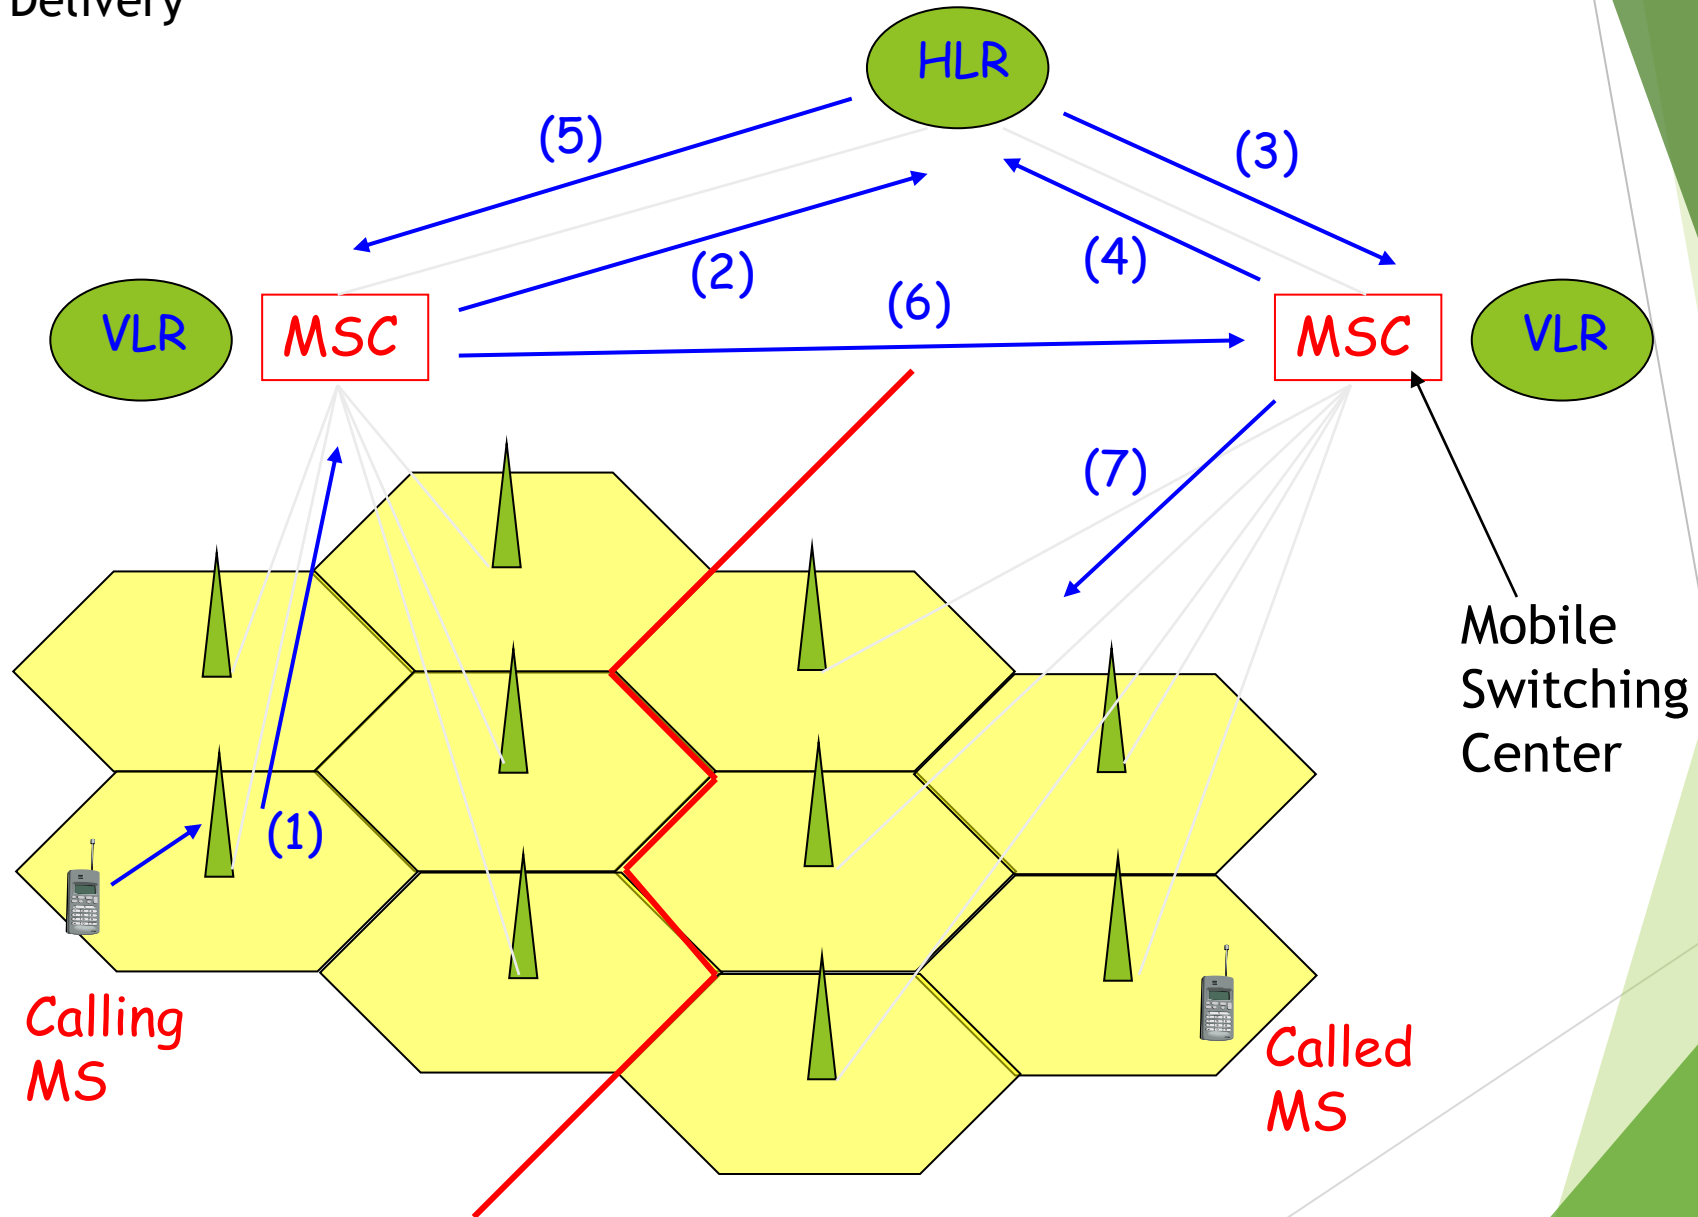 Delivery
HLR
(5)
(3)
(2)
(4)
(6)
VLR
MSC
MSC
VLR
(7)
Mobile
Switching
Center
(1)
Calling
MS
Called
MS